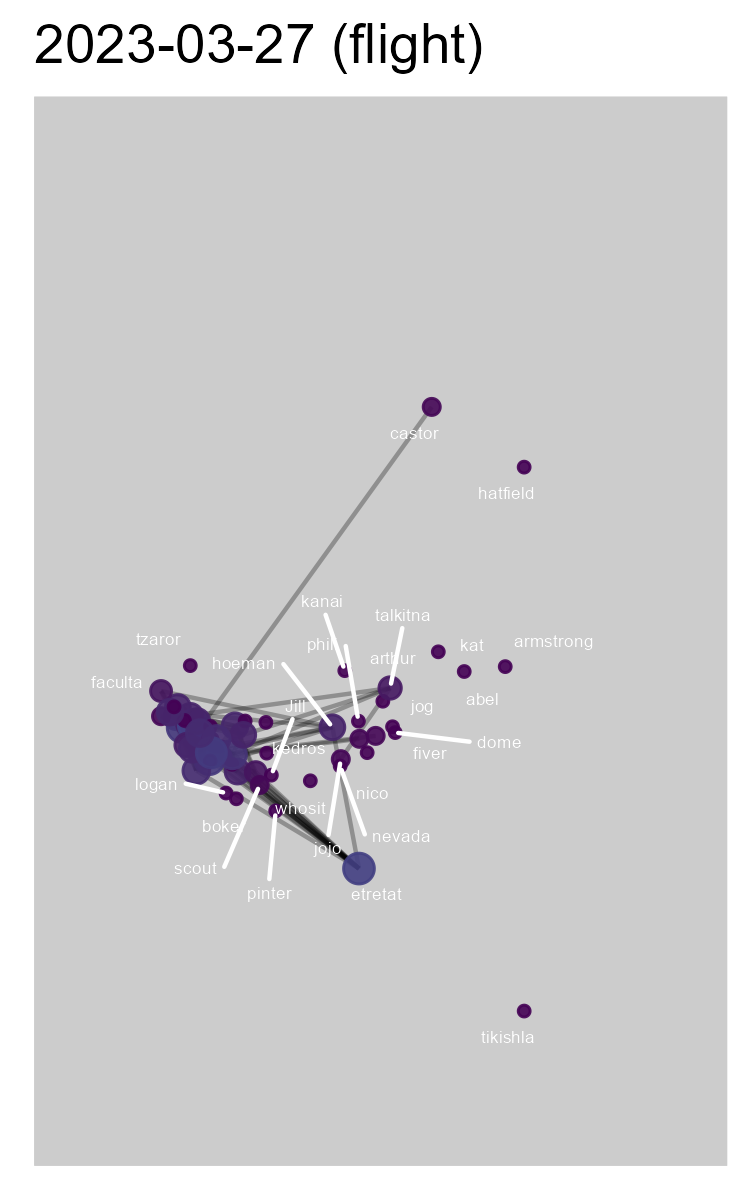 2023-03-27 (flight)
castor
hatfield
kanai
talkitna
tzaror
phil
kat
armstrong
hoeman
arthur
faculta
abel
Jill
jog
kedros
dome
fiver
logan
nico
whosit
boke
nevada
jojo
scout
pinter
etretat
tikishla